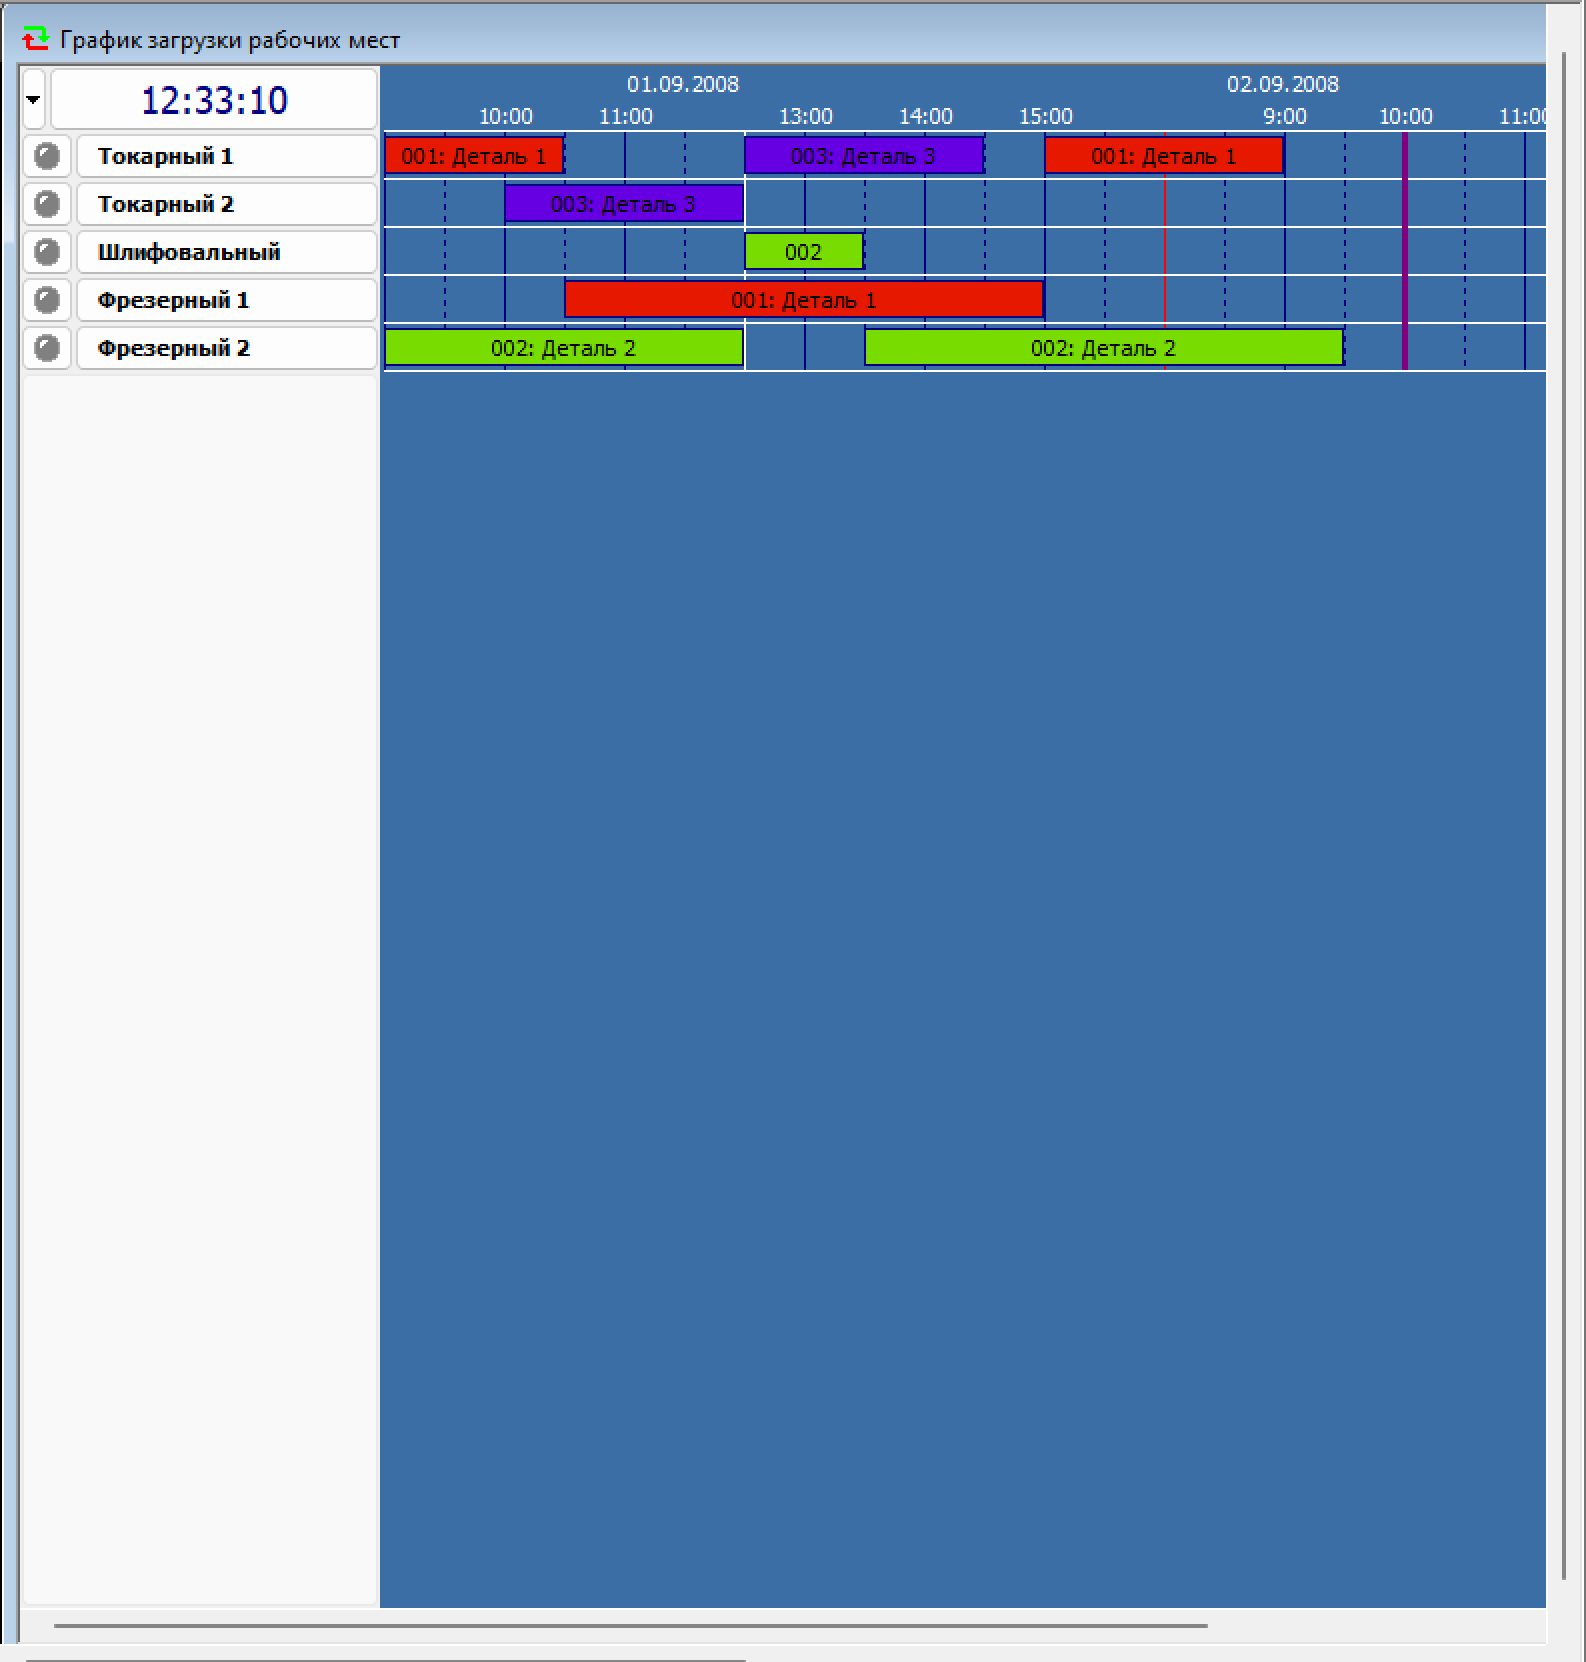 График загрузки рабочих мест
12:33:10
01.09.2008 02.09.2008
10:00 11:00 13:00 14:00 15:00 9:00 10:00 11:00
Токарный 1 001: Деталь 1 003: Деталь 3 001: Деталь 1
Токарный 2 003: Деталь 3
Шлифовальный 002
Фрезерный 1 001: Деталь 1
Фрезерный 2 002: Деталь 2 002: Деталь 2